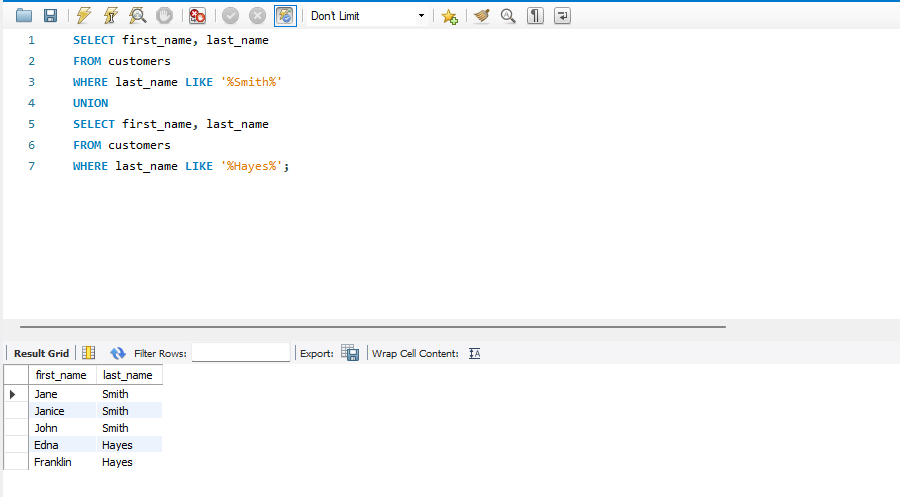 Don't Limit
1 SELECT first_name, last_name
2 FROM customers
3 WHERE last_name LIKE '%Smith%'
4 UNION
5 SELECT first_name, last_name
6 FROM customers
7 WHERE last_name LIKE '%Hayes%';
Result Grid Filter Rows: Export: Wrap Cell Content: IA
first_name last_name
Jane Smith
Janice Smith
John Smith
Edna Hayes
Franklin Hayes